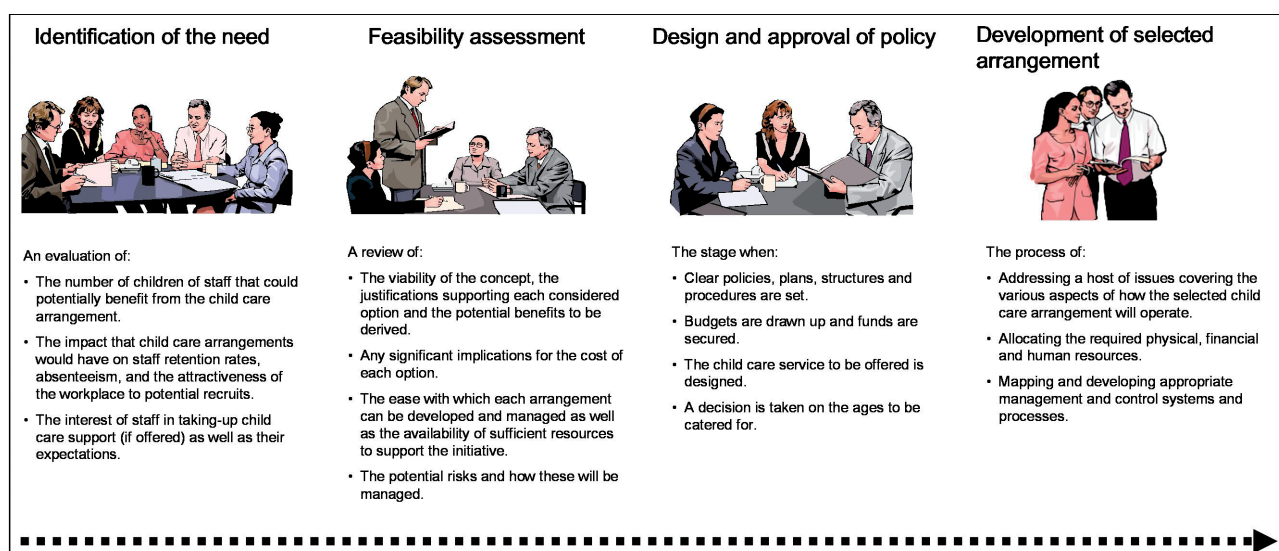 Identification of the need
An evaluation of:
• The number of children of staff that could
potentially benefit from the child care
arrangement.
• The impact that child care arrangements
would have on staff retention rates,
absenteeism, and the attractiveness of
the workplace to potential recruits.
• The interest of staff in taking-up child
care support (if offered) as well as their
expectations.
Feasibility assessment
A review of:
• The viability of the concept, the
justifications supporting each considered
option and the potential benefits to be
derived.
• Any significant implications for the cost of
each option.
• The ease with which each arrangement
can be developed and managed as well
as the availability of sufficient resources
to support the initiative.
• The potential risks and how these will be
managed.
Design and approval of policy
The stage when:
• Clear policies, plans, structures and
procedures are set.
• Budgets are drawn up and funds are
secured.
• The child care service to be offered is
designed.
• A decision is taken on the ages to be
catered for.
Development of selected
arrangement
The process of:
• Addressing a host of issues covering the
various aspects of how the selected child
care arrangement will operate.
• Allocating the required physical, financial
and human resources.
• Mapping and developing appropriate
management and control systems and
processes.